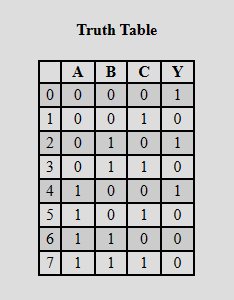 Truth Table
A B C Y
0 0 0 0 1
1 0 0 1 0
2 0 1 0 1
3 0 1 1 0
4 1 0 0 1
5 1 0 1 0
6 1 1 0 0
7 1 1 1 0